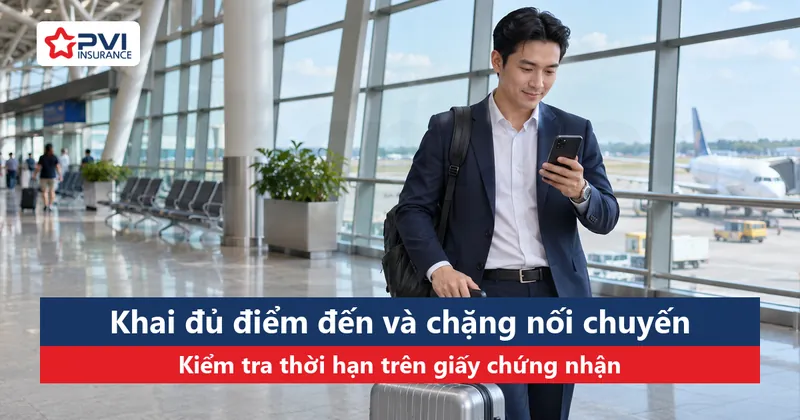 PVI
INSURANCE
Khai đủ điểm đến và chặng nối chuyến
Kiểm tra thời hạn trên giấy chứng nhận